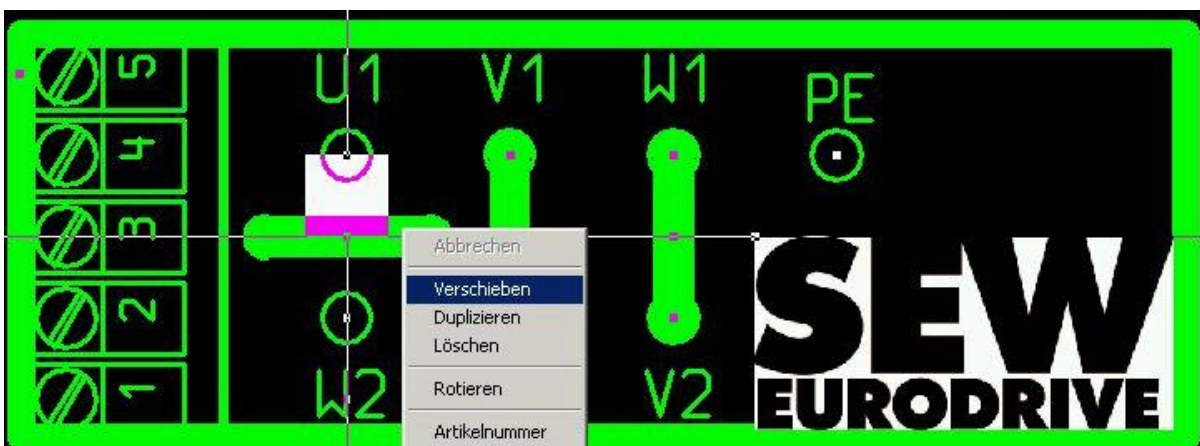 5
4
3
2
1
U1 V1 W1 PE
W2 V2
Abbrechen
Verschieben
Duplizieren
Löschen
Rotieren
Artikelnummer
SEW
EURODRIVE